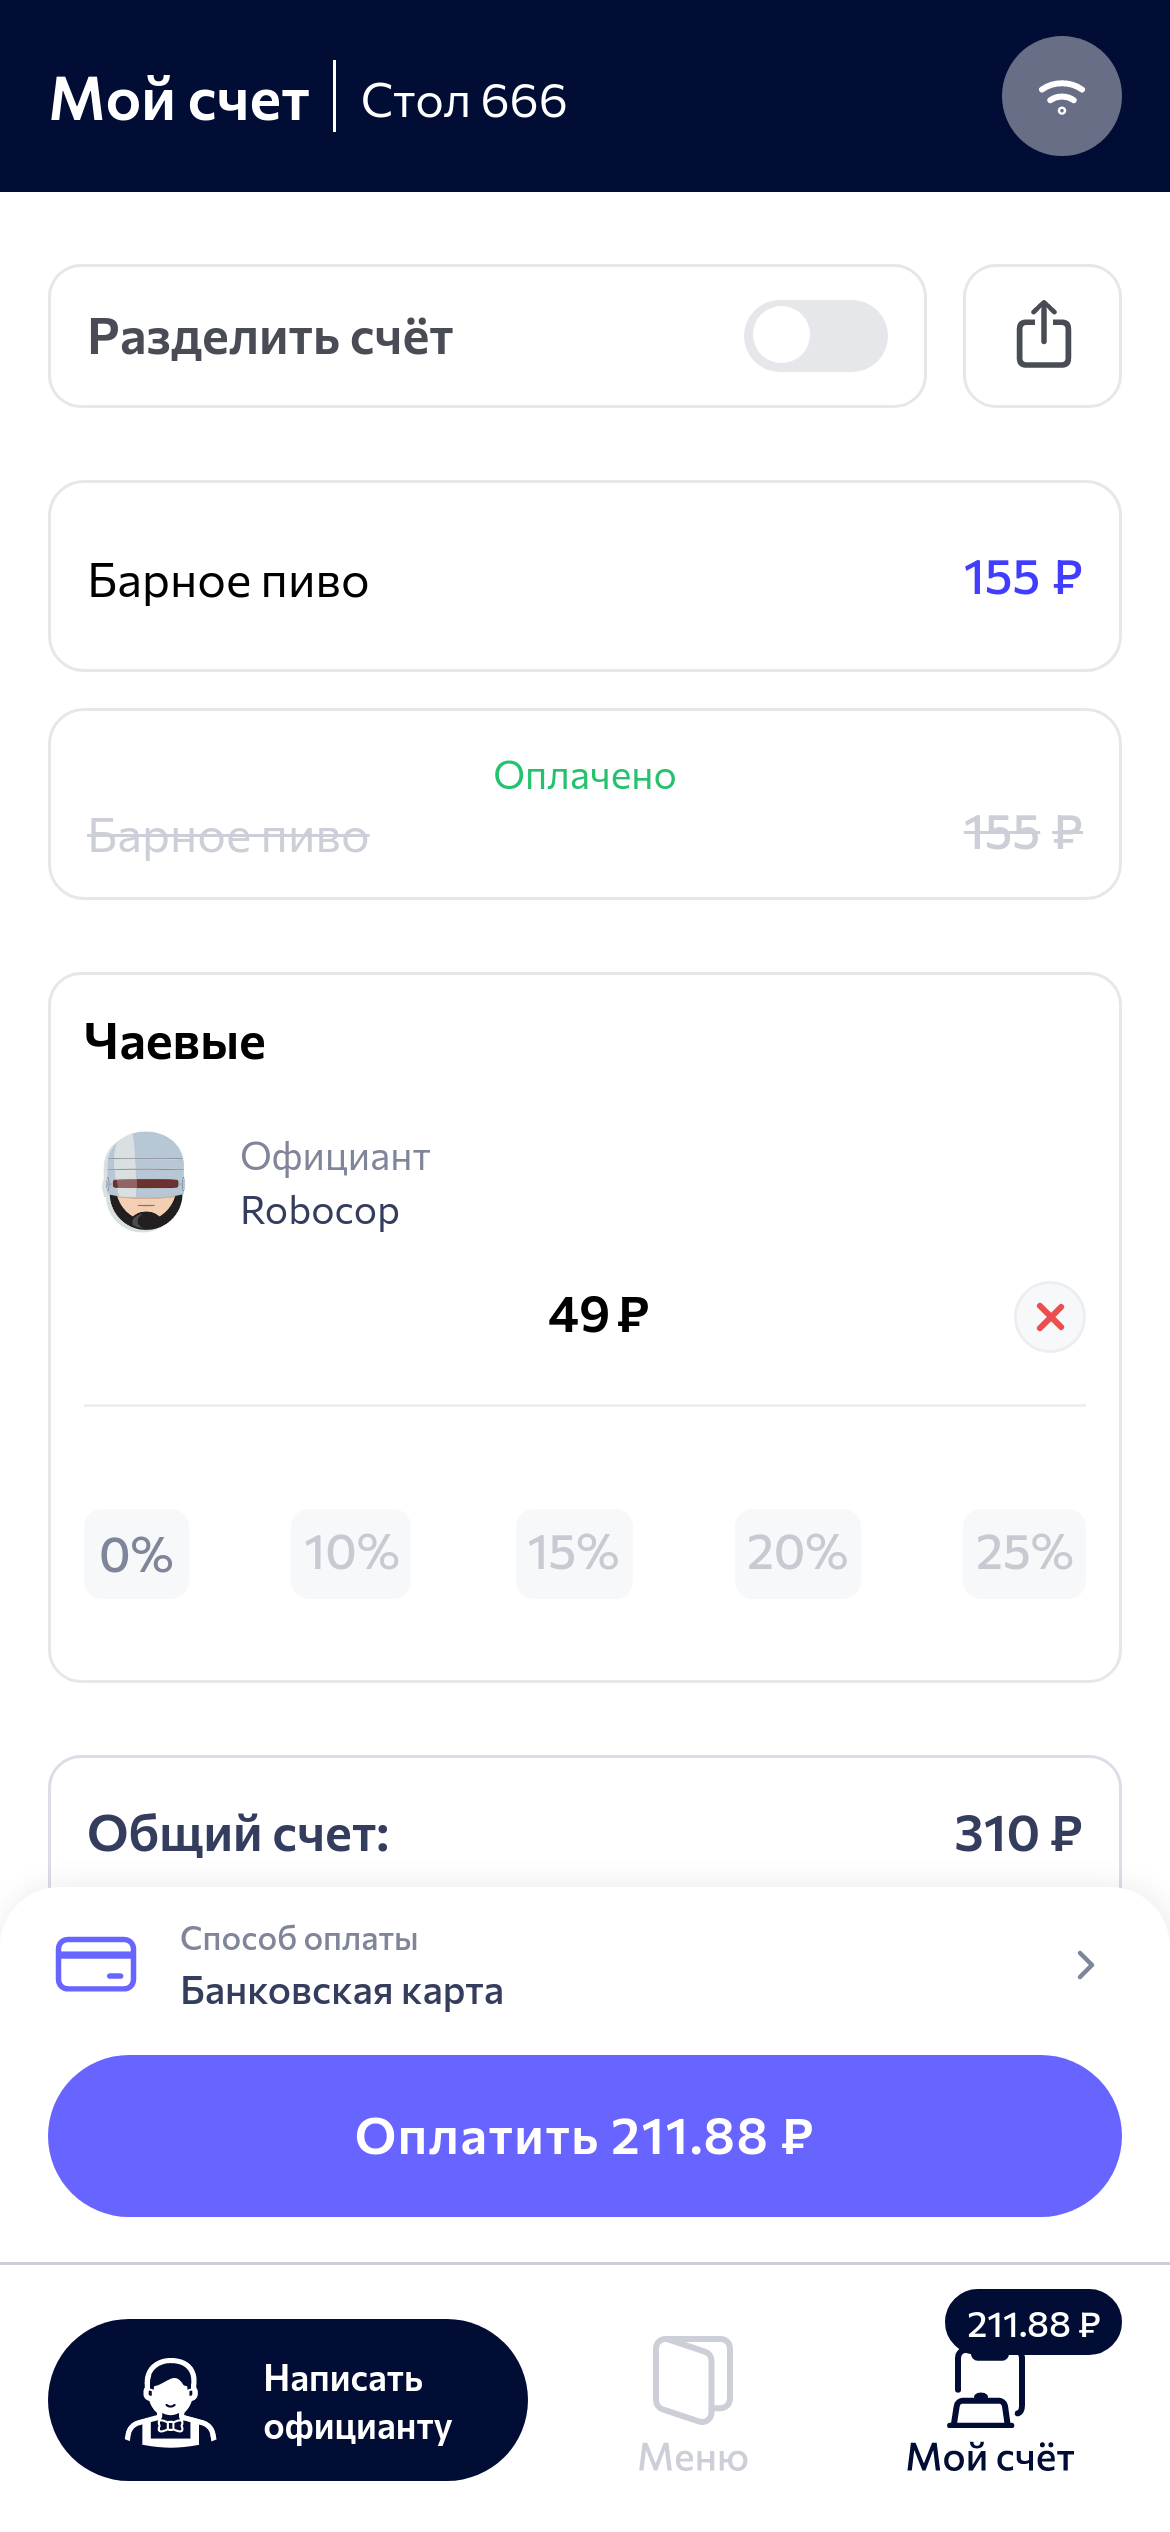 Мой счет
Стол 666
Разделить счёт
Барное пиво
155 ₽
Оплачено
Барное пиво
155 ₽
Чаевые
Официант
Robocop
49 ₽
0%
10%
15%
20%
25%
Общий счет:
310 ₽
Способ оплаты
Банковская карта
Оплатить 211.88 ₽
Написать
официанту
Меню
211.88 ₽
Мой счёт